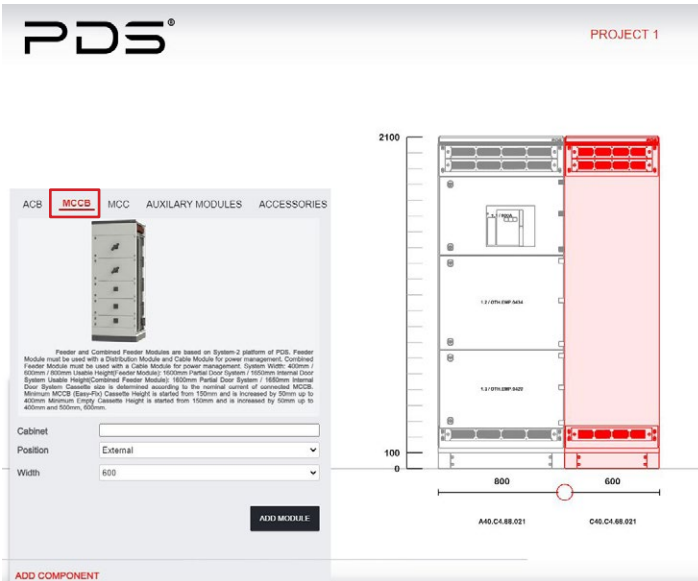 PDS®
PROJECT 1
ACB MCCB MCC AUXILARY MODULES ACCESSORIES
Feeder and Combined Feeder Modules are based on System-2 platform of PDS. Feeder
Module must be used with a Distribution Module and Cable Module for power management. Combined
Feeder Module must be used with a Cable Module for power management. System Width: 400mm /
600mm / 800mm Usable Height(Feeder Module): 1600mm Partial Door System / 1650mm Internal Door
System Usable Height(Combined Feeder Module): 1600mm Partial Door System / 1650mm Internal
Door System Cassette size is determined according to the nominal current of connected MCCB.
Minimum MCCB (Easy-Fix) Cassette Height is started from 150mm and is increased by 50mm up to
400mm Minimum Empty Cassette Height is started from 150mm and is increased by 50mm up to
400mm and 500mm, 600mm.
Cabinet
Position External
Width 600
ADD MODULE
ADD COMPONENT
2100
100
0
800 600
A40.C4.68.021 C40.C4.68.021